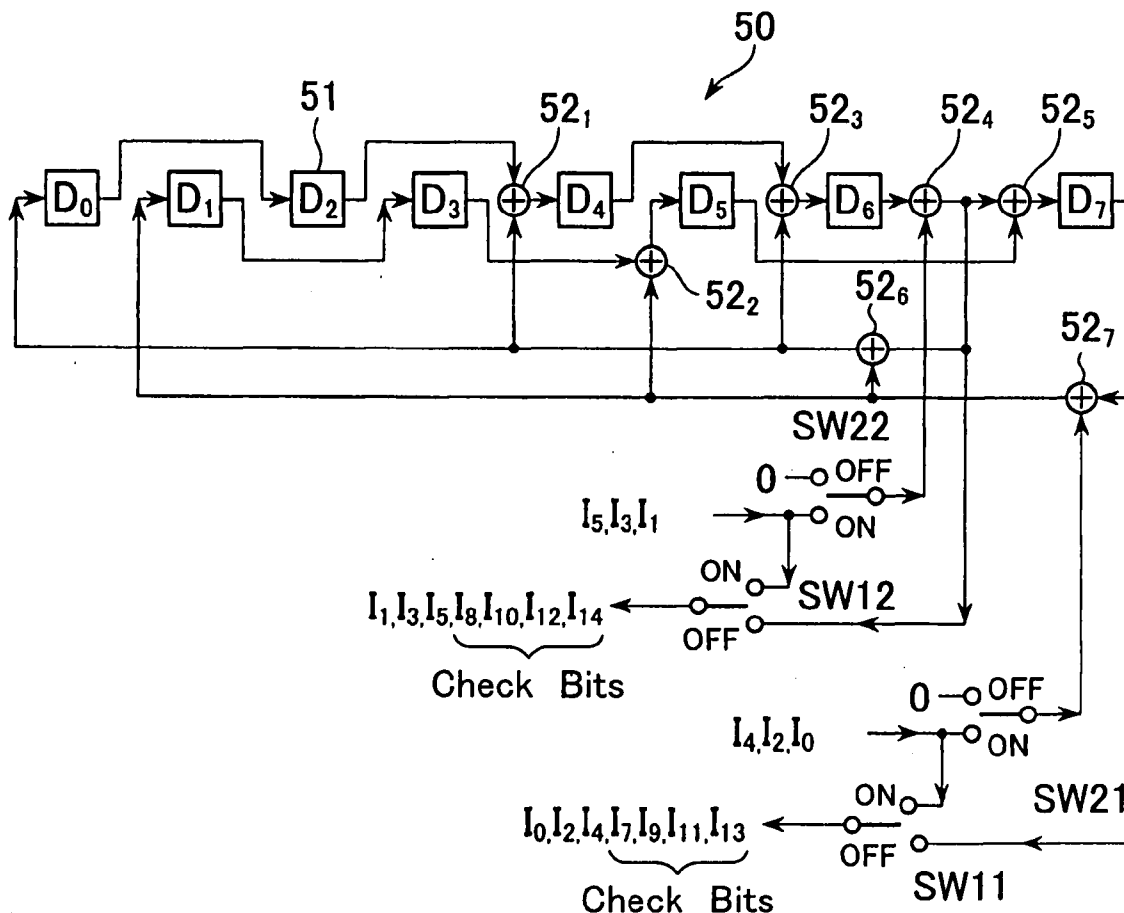 50
51
52₁
52₃
52₄
52₅
D₀
D₁
D₂
D₃
D₄
D₅
D₆
D₇
52₂
52₆
52₇
SW22
0
OFF
I₅,I₃,I₁
ON
ON
SW12
I₁,I₃,I₅,I₈,I₁₀,I₁₂,I₁₄
OFF
Check Bits
0
OFF
I₄,I₂,I₀
ON
ON
SW21
I₀,I₂,I₄,I₇,I₉,I₁₁,I₁₃
OFF
SW11
Check Bits